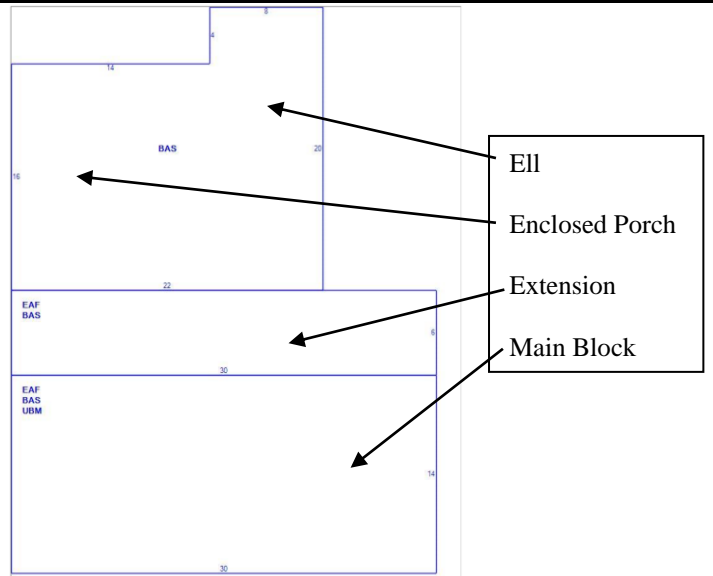 8
4
14
BAS
20
16
22
EAF
BAS
6
30
EAF
BAS
UBM
14
30
Ell
Enclosed Porch
Extension
Main Block